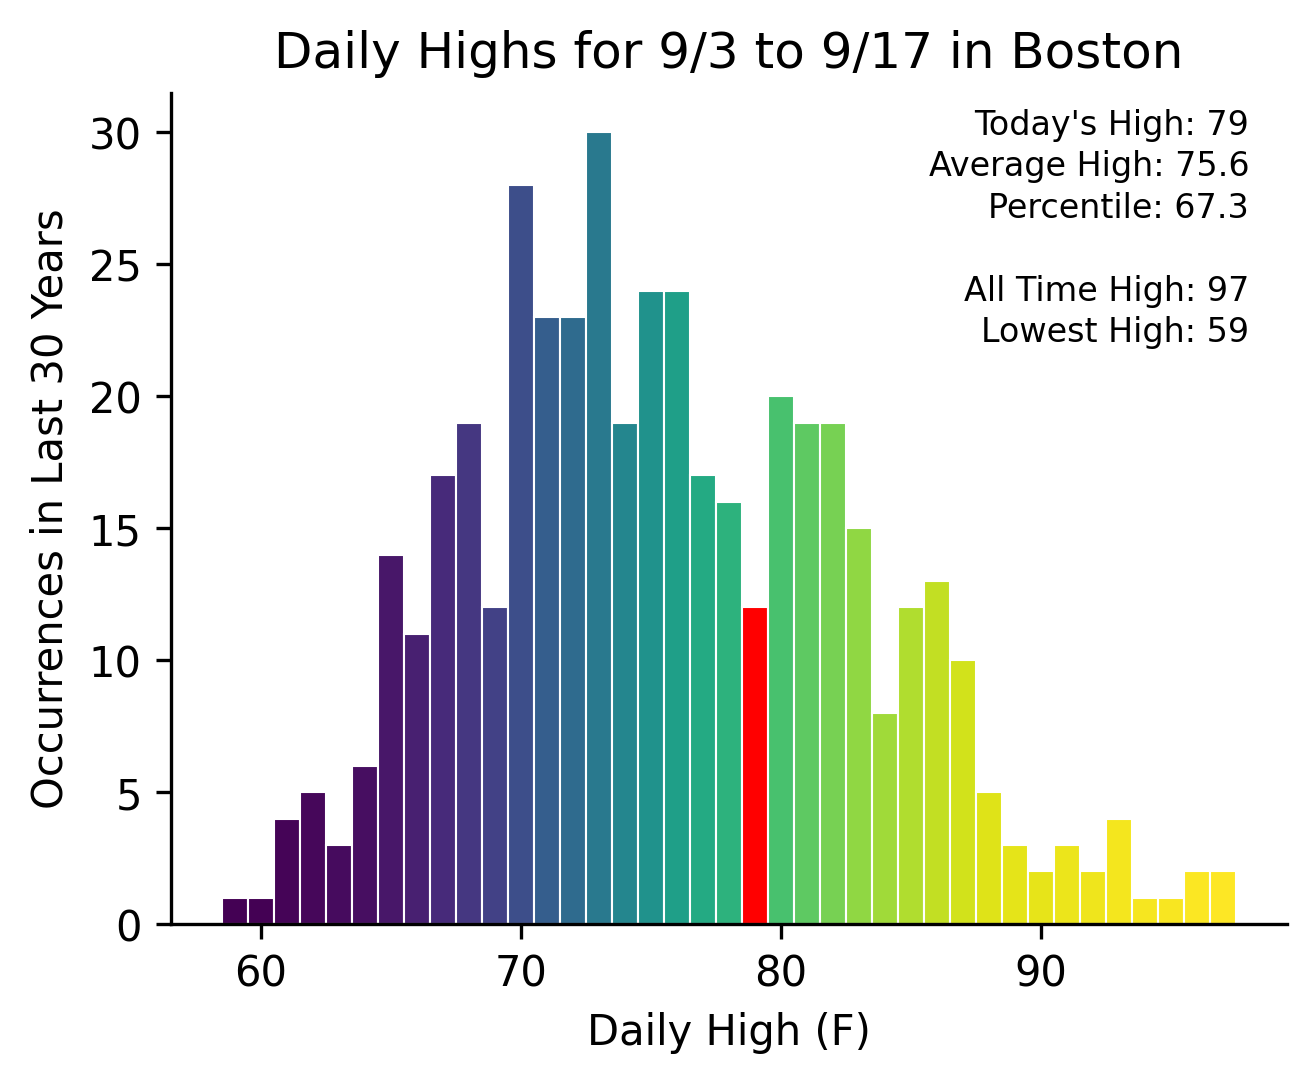 Daily Highs for 9/3 to 9/17 in Boston
Today's High: 79
Average High: 75.6
Percentile: 67.3
All Time High: 97
Lowest High: 59
Occurrences in Last 30 Years
30
25
20
15
10
5
0
60
70
80
90
Daily High (F)